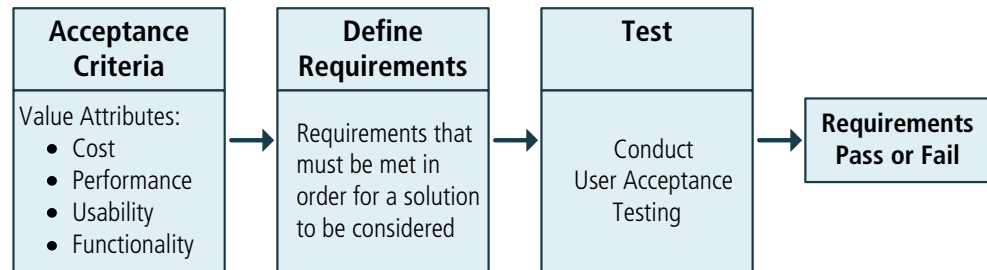 Acceptance
Criteria
Value Attributes:
• Cost
• Performance
• Usability
• Functionality
Define
Requirements
Requirements that
must be met in
order for a solution
to be considered
Test
Conduct
User Acceptance
Testing
Requirements
Pass or Fail